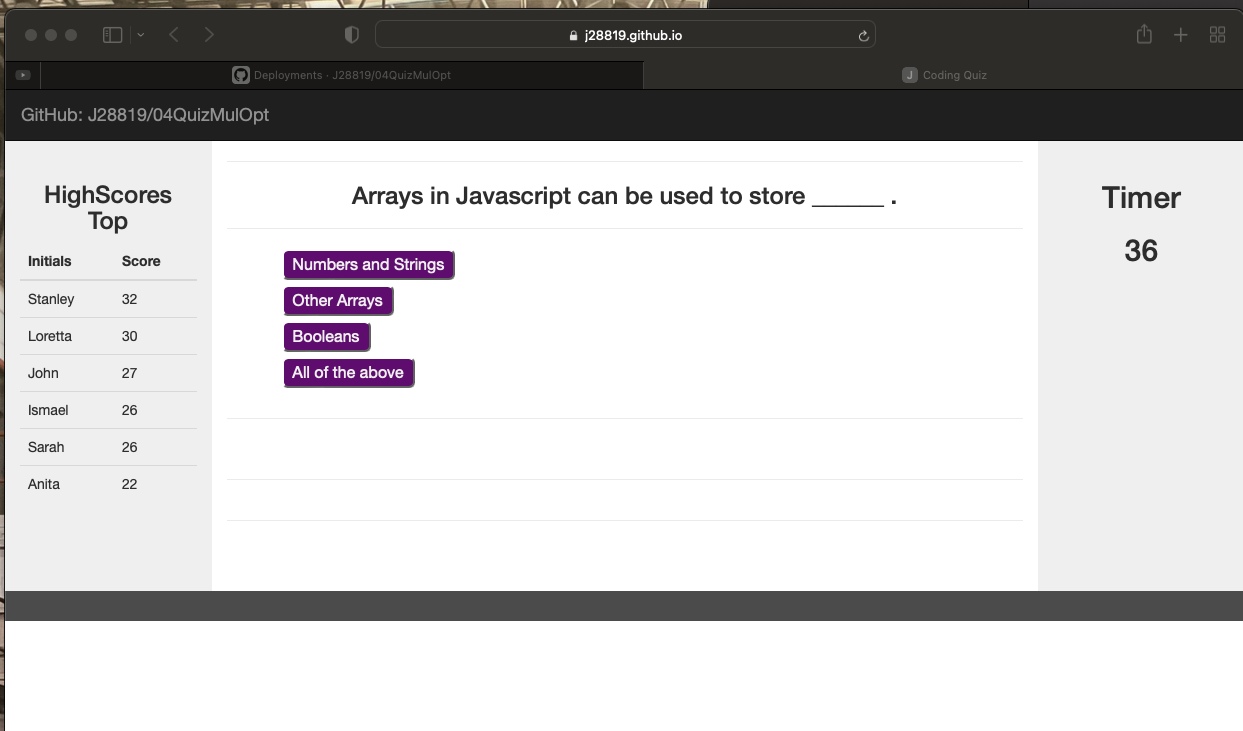 j28819.github.io
Deployments · J28819/04QuizMulOpt
J Coding Quiz
GitHub: J28819/04QuizMulOpt
HighScores
Top
Initials Score
Stanley 32
Loretta 30
John 27
Ismael 26
Sarah 26
Anita 22
Arrays in Javascript can be used to store ______ .
Numbers and Strings
Other Arrays
Booleans
All of the above
Timer
36